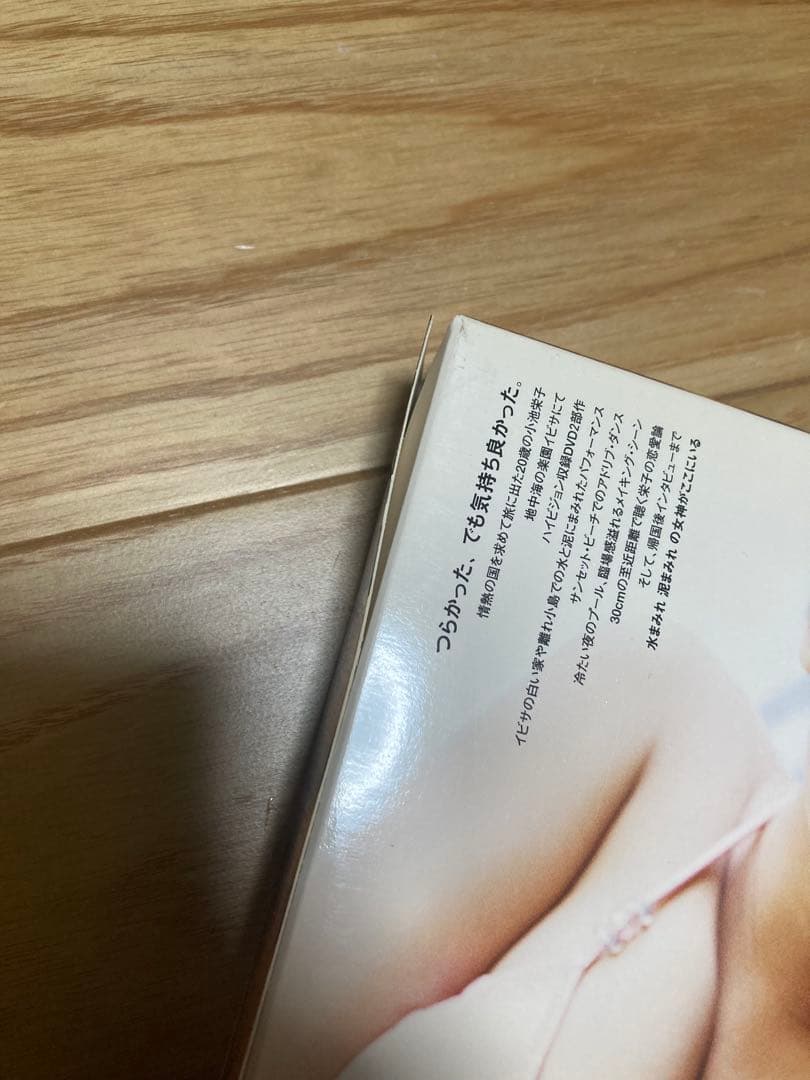 つらかった、でも気持ち良かった。
情熱の国を求めて旅に出た20歳の小池栄子
地中海の楽園イビサにて
ハイビジョン収録DVD2部作
イビサの白い家や離れ小島での水と泥にまみれたパフォーマンス
サンセット・ビーチでのアドリブ・ダンス
冷たい夜のプール、臨場感溢れるメイキング・シーン
30cmの至近距離で聴く栄子の恋愛論
そして、帰国後インタビューまで
水まみれ 泥まみれ の女神がここにいる